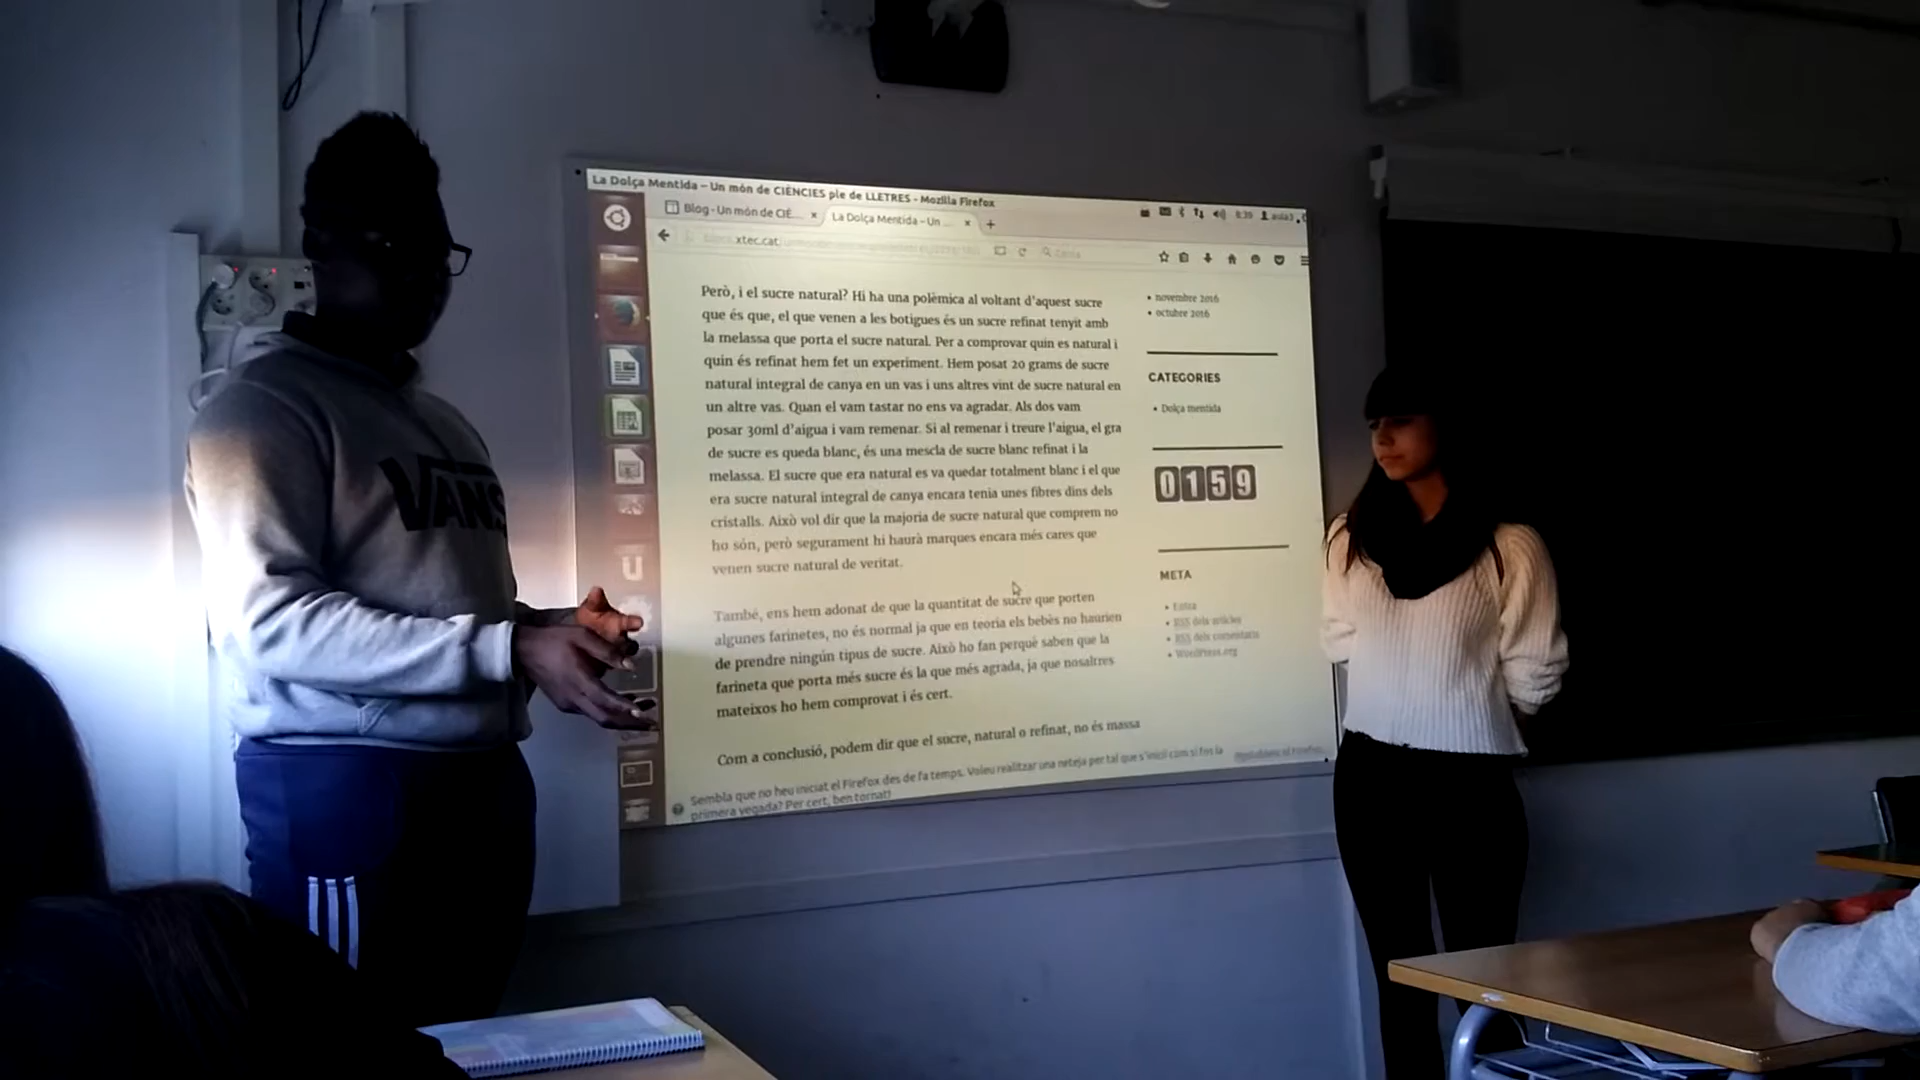 La Dolça Mentida – Un món de CIÈNCIES ple de LLETRES - Mozilla Firefox
Blog - Un món de CIÈ...
La Dolça Mentida – Un ...
8:39
aula3
xtec.cat
Però, i el sucre natural? Hi ha una polèmica al voltant d'aquest sucre
que és que, el que venen a les botigues és un sucre refinat tenyit amb
la melassa que porta el sucre natural. Per a comprovar quin es natural i
quin és refinat hem fet un experiment. Hem posat 20 grams de sucre
natural integral de canya en un vas i uns altres vint de sucre natural en
un altre vas. Quan el vam tastar no ens va agradar. Als dos vam
posar 30ml d'aigua i vam remenar. Si al remenar i treure l'aigua, el gra
de sucre es queda blanc, és una mescla de sucre blanc refinat i la
melassa. El sucre que era natural es va quedar totalment blanc i el que
era sucre natural integral de canya encara tenia unes fibres dins dels
cristalls. Això vol dir que la majoria de sucre natural que comprem no
ho són, però segurament hi haurà marques encara més cares que
venen sucre natural de veritat.
També, ens hem adonat de que la quantitat de sucre que porten
algunes farinetes, no és normal ja que en teoria els bebès no haurien
de prendre ningún tipus de sucre. Això ho fan perquè saben que la
farineta que porta més sucre és la que més agrada, ja que nosaltres
mateixos ho hem comprovat i és cert.
Com a conclusió, podem dir que el sucre, natural o refinat, no és massa
novembre 2016
octubre 2016
CATEGORIES
Dolça mentida
0159
META
Entra
RSS dels articles
RSS dels comentaris
WordPress.org
Sembla que no heu iniciat el Firefox des de fa temps. Voleu realitzar una neteja per tal que s'iniciï com si fos la
primera vegada? Per cert, ben tornat!
VANS